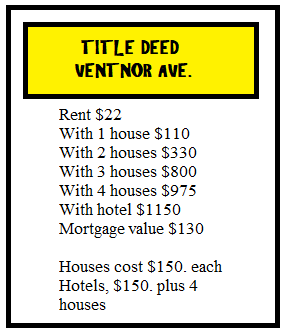 TITLE DEED
VENTNOR AVE.
Rent $22
With 1 house $110
With 2 houses $330
With 3 houses $800
With 4 houses $975
With hotel $1150
Mortgage value $130
Houses cost $150. each
Hotels, $150. plus 4
houses